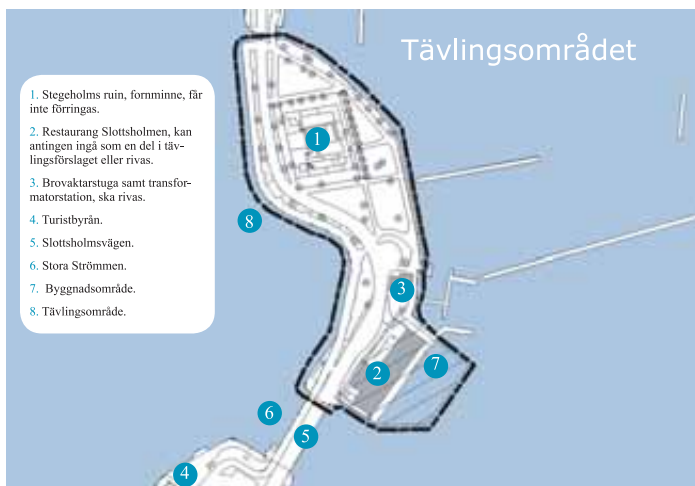 Tävlingsområdet
1. Stegeholms ruin, fornminne, får
inte förringas.
2. Restaurang Slottsholmen, kan
antingen ingå som en del i täv-
lingsförslaget eller rivas.
3. Brovaktarstuga samt transfor-
matorstation, ska rivas.
4. Turistbyrån.
5. Slottsholmsvägen.
6. Stora Strömmen.
7. Byggnadsområde.
8. Tävlingsområde.
1
8
3
7
2
6
5
4